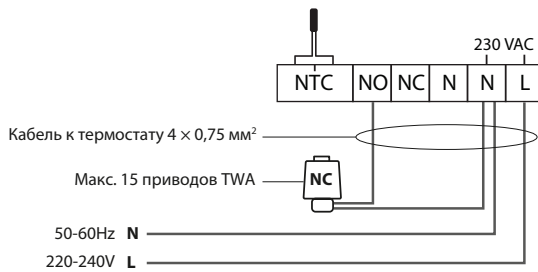 230 VAC
NTC NO NC N N L
Кабель к термостату 4 × 0,75 мм²
Макс. 15 приводов TWA NC
50-60Hz N
220-240V L